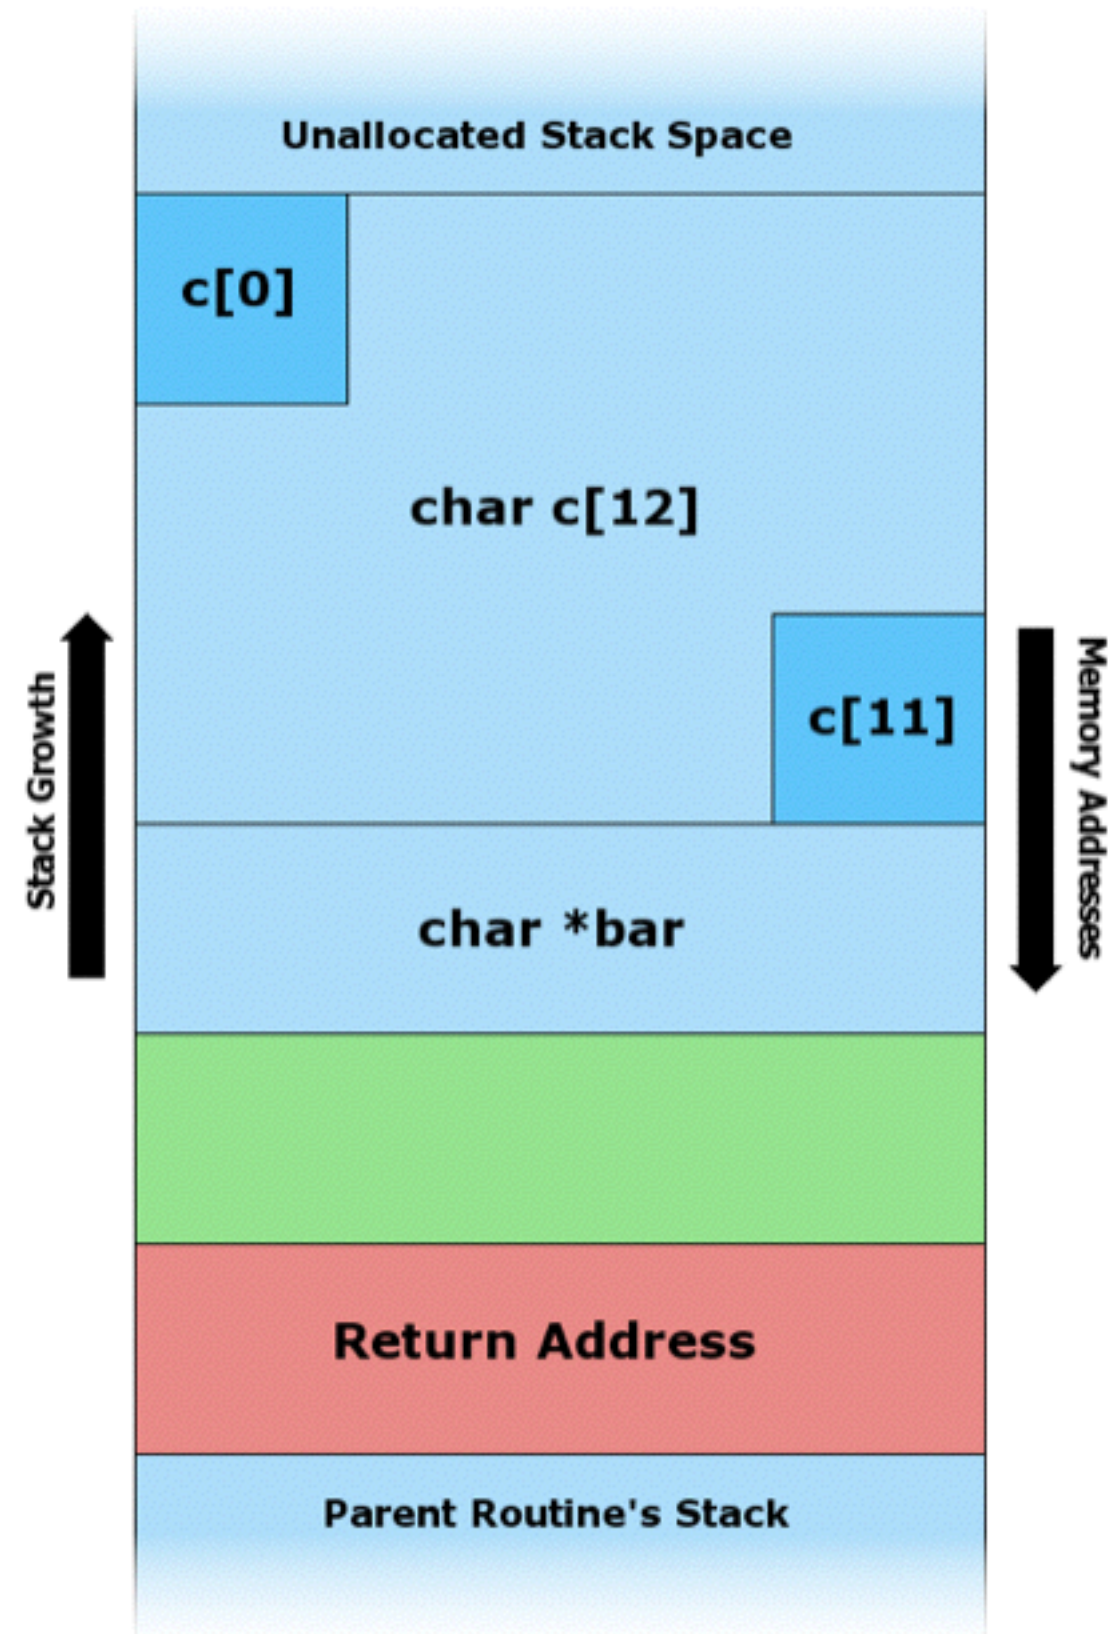 Unallocated Stack Space
c[0]
char c[12]
c[11]
Stack Growth
Memory Addresses
char *bar
Return Address
Parent Routine's Stack